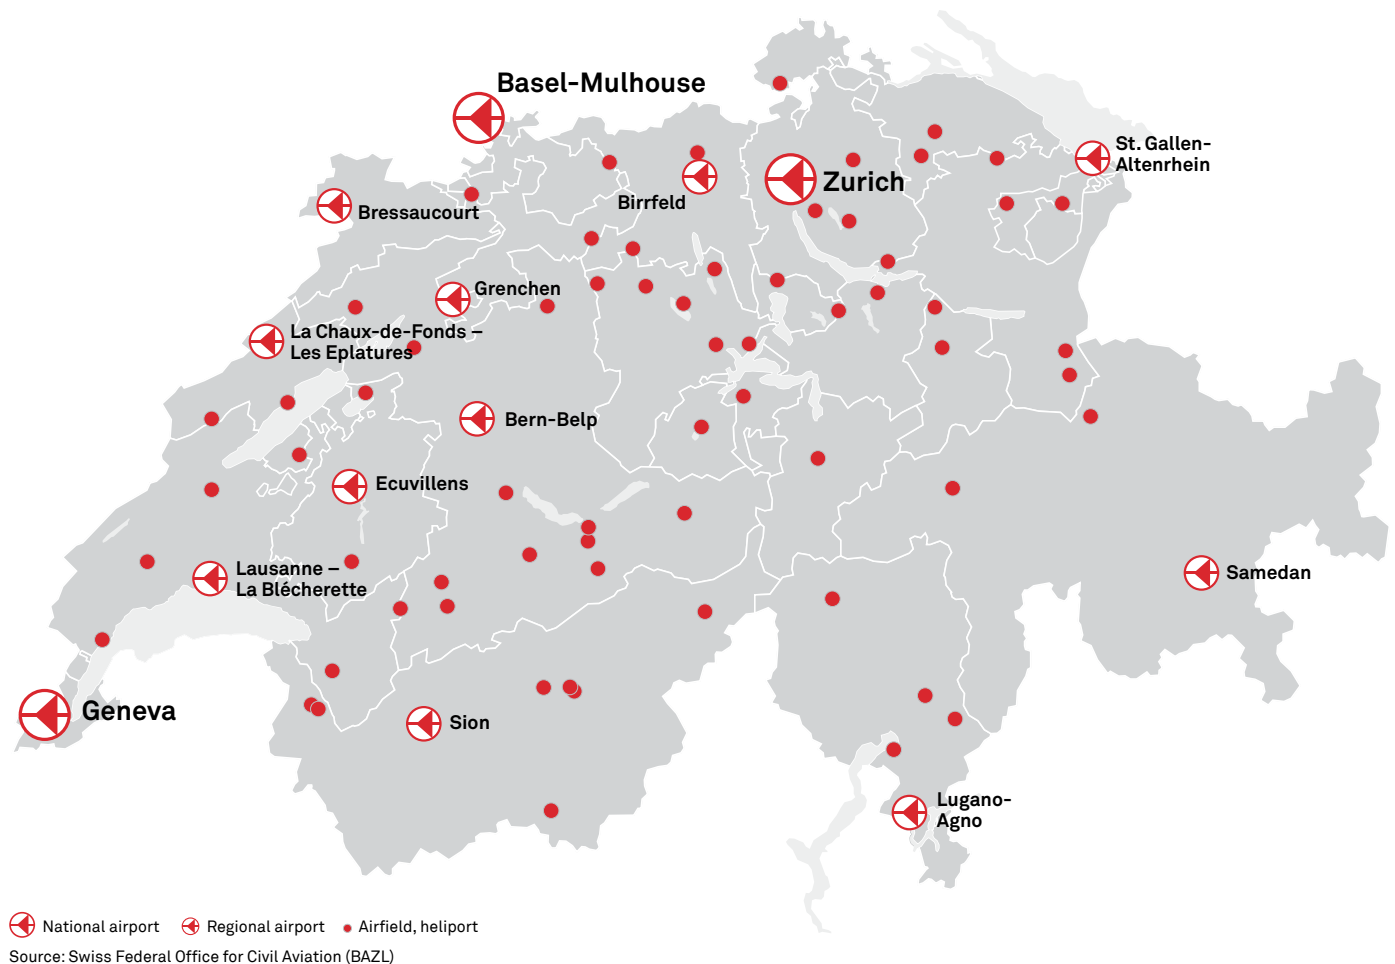 Basel-Mulhouse
St. Gallen-
Altenrhein
Zurich
Birrfeld
Bressaucourt
Grenchen
La Chaux-de-Fonds –
Les Eplatures
Bern-Belp
Ecuvillens
Lausanne –
La Blécherette
Samedan
Geneva
Sion
Lugano-
Agno
National airport
Regional airport
Airfield, heliport
Source: Swiss Federal Office for Civil Aviation (BAZL)